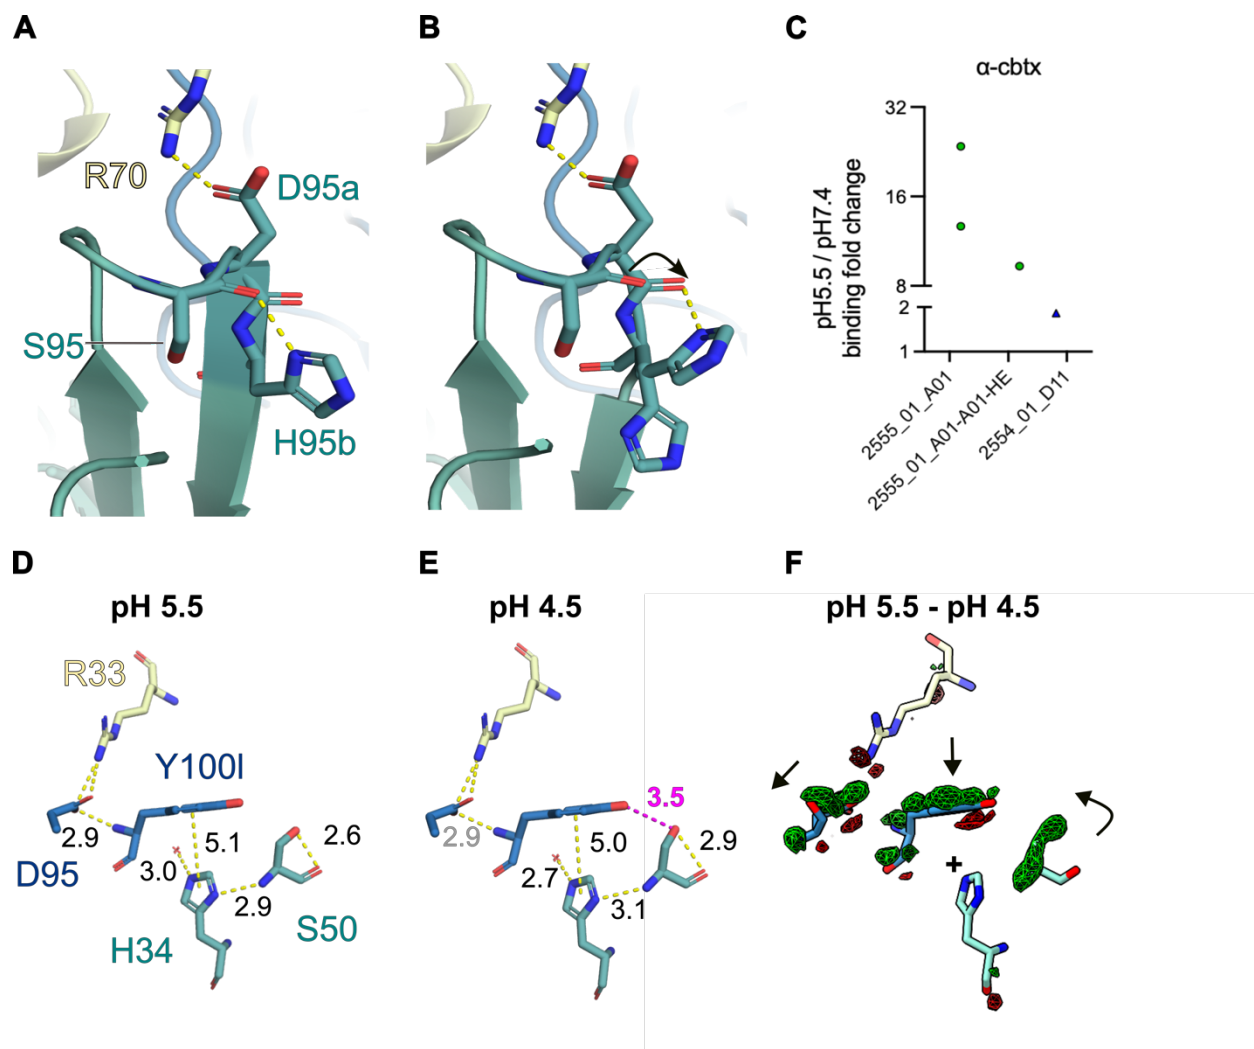 A
B
C
R70
D95a
S95
H95b
α-cbtx
pH5.5 / pH7.4
binding fold change
32
16
8
2
1
2555_01_A01
2555_01_A01-A01-HE
2554_01_D11
D
E
F
pH 5.5
pH 4.5
pH 5.5 - pH 4.5
R33
Y100l
2.9
D95
5.1
3.0
2.6
2.9
H34
S50
3.5
2.9
5.0
2.9
2.7
3.1
+